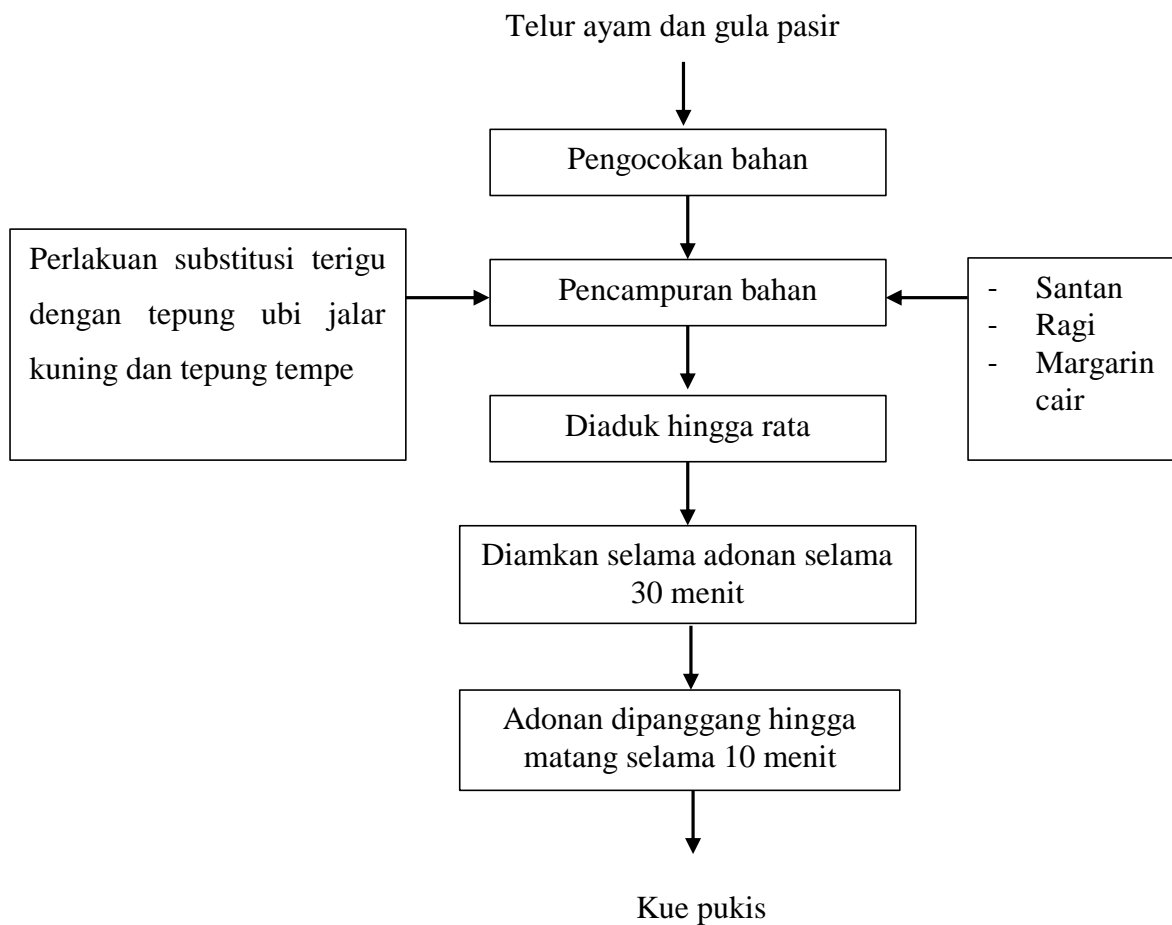 Telur ayam dan gula pasir
Pengocokan bahan
Perlakuan substitusi terigu
dengan tepung ubi jalar
kuning dan tepung tempe
Pencampuran bahan
- Santan
- Ragi
- Margarin
cair
Diaduk hingga rata
Diamkan selama adonan selama
30 menit
Adonan dipanggang hingga
matang selama 10 menit
Kue pukis